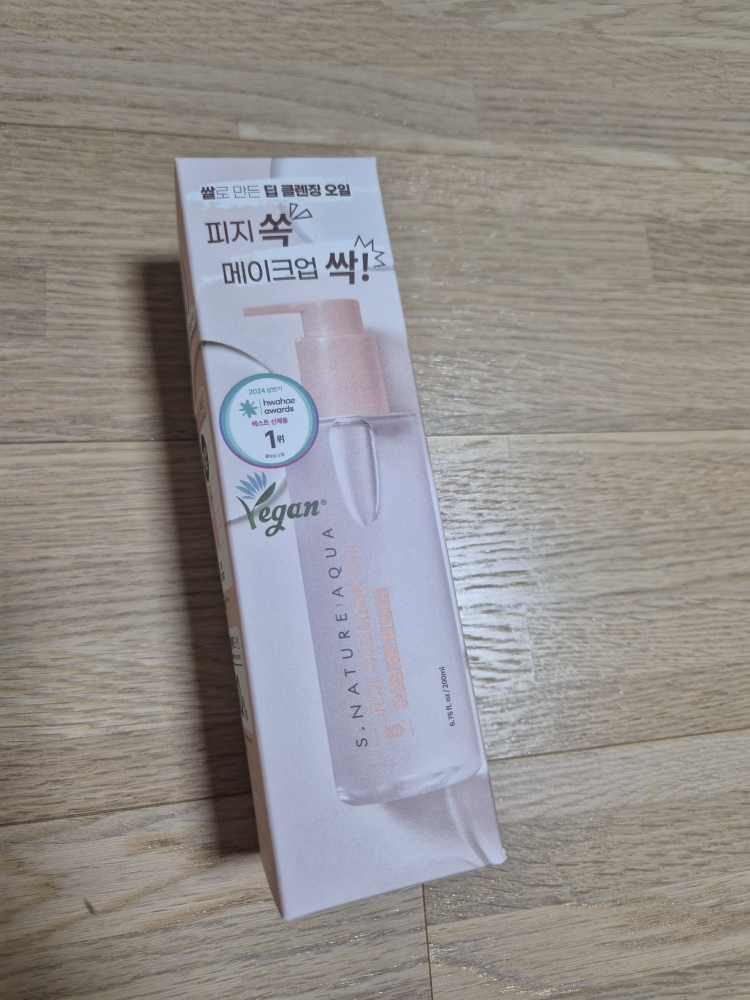 쌀로 만든 딥 클렌징 오일
피지 쏙
메이크업 싹!
2024 상반기
hwahae
awards
베스트 신제품
1위
Vegan®
S·NATURE AQUA
6.76 fl. oz / 200ml